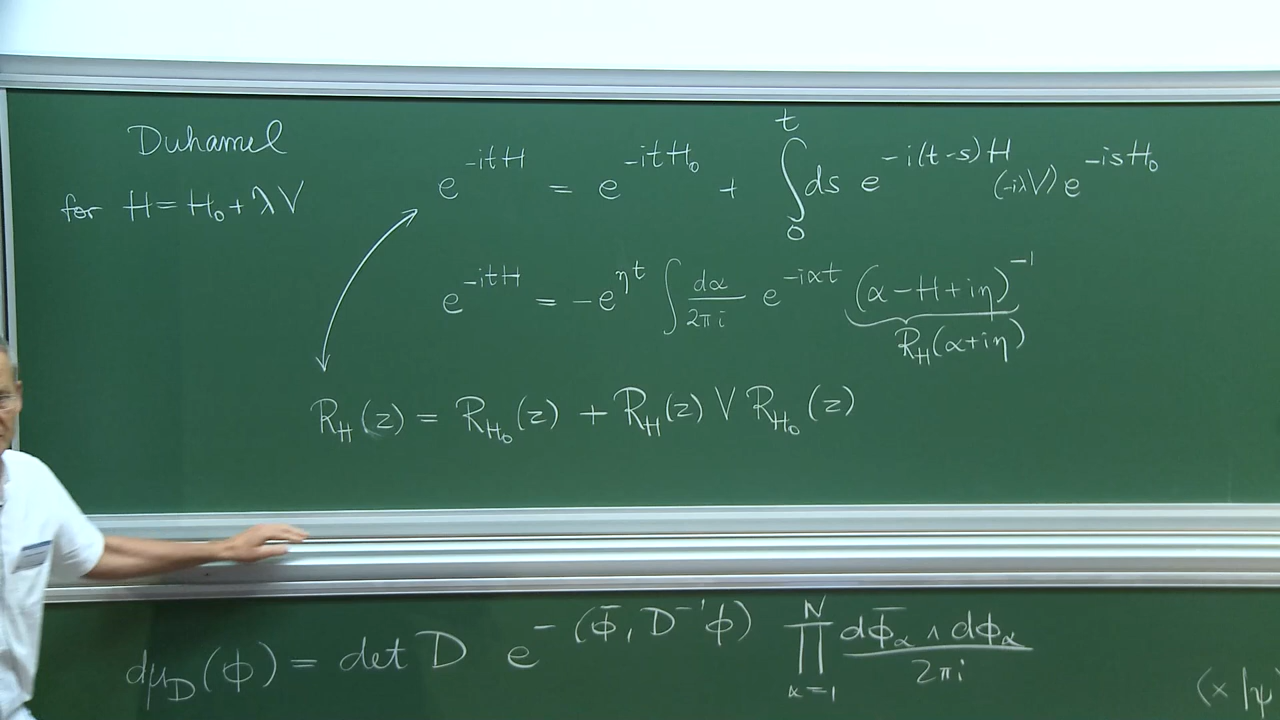 Duhamel
for H = H₀ + λV
e^{-itH} = e^{-itH₀} + ∫₀ᵗ ds e^{-i(t-s)H} (-iλV) e^{-isH₀}
e^{-itH} = -e^{ηt} ∫ dα/2πi e^{-iαt} (α - H + iη)^{-1}
R_H(α+iη)
R_H(z) = R_{H₀}(z) + R_H(z) V R_{H₀}(z)
dμ_D(ϕ) = det D e^{-(ϕ̄, D^{-1}ϕ)} ∏_{α=1}^{N} dϕ̄_α ∧ dϕ_α / 2πi
(x|ψ